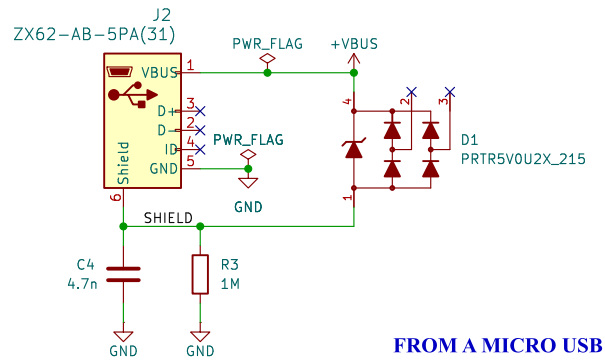 J2
ZX62-AB-5PA(31)
PWR_FLAG
+VBUS
VBUS
1
D+
3
D-
2
ID
4
GND
5
Shield
6
PWR_FLAG
GND
4
2
3
D1
PRTR5V0U2X_215
1
SHIELD
C4
4.7n
R3
1M
GND
GND
FROM A MICRO USB